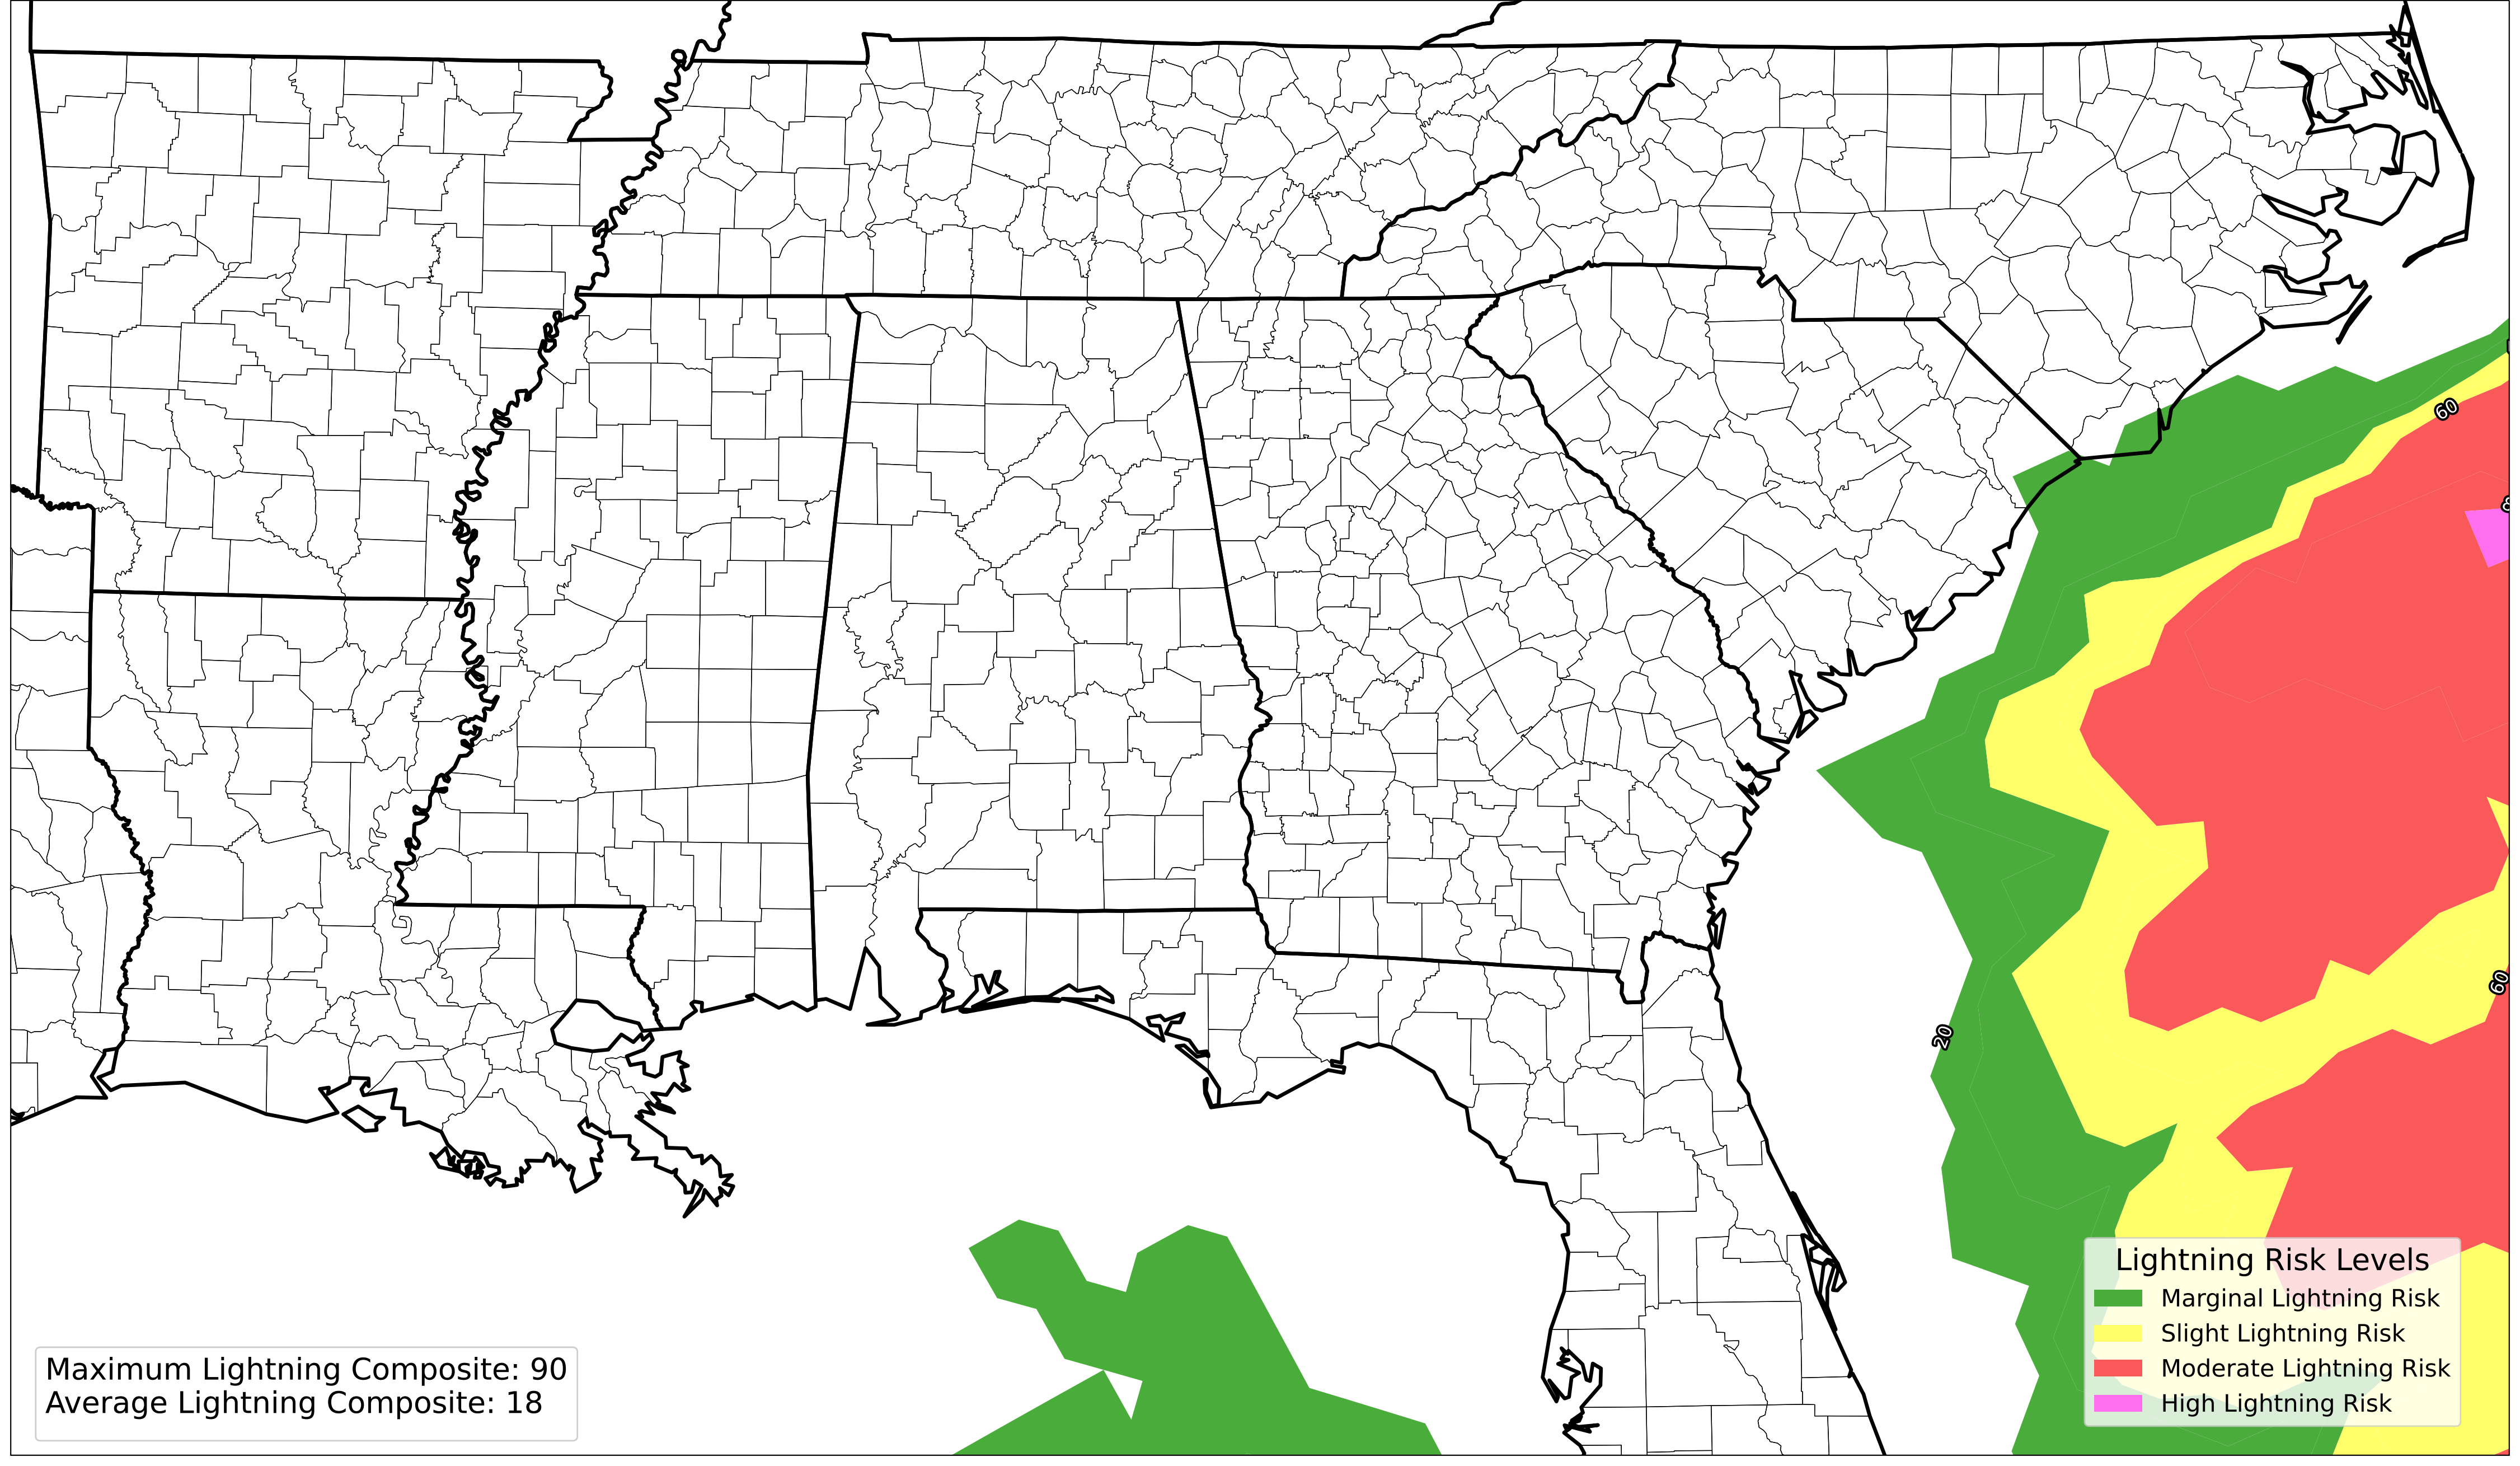 60
20
60
Lightning Risk Levels
Marginal Lightning Risk
Slight Lightning Risk
Moderate Lightning Risk
High Lightning Risk
Maximum Lightning Composite: 90
Average Lightning Composite: 18